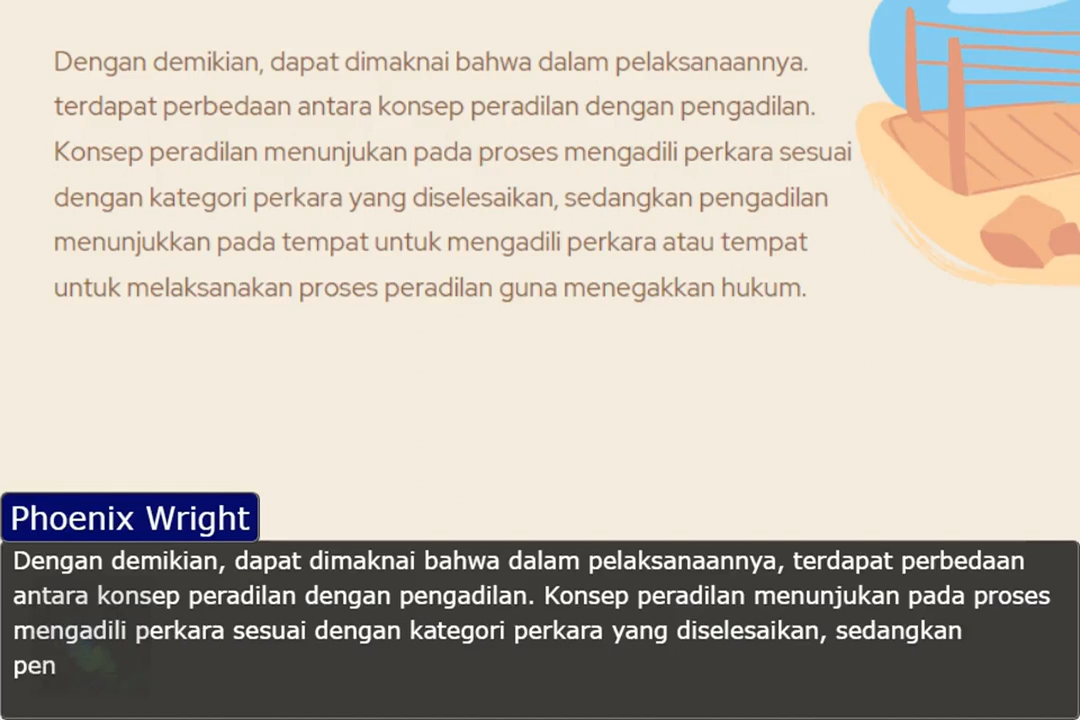 Dengan demikian, dapat dimaknai bahwa dalam pelaksanaannya.
terdapat perbedaan antara konsep peradilan dengan pengadilan.
Konsep peradilan menunjukan pada proses mengadili perkara sesuai
dengan kategori perkara yang diselesaikan, sedangkan pengadilan
menunjukkan pada tempat untuk mengadili perkara atau tempat
untuk melaksanakan proses peradilan guna menegakkan hukum.
Phoenix Wright
Dengan demikian, dapat dimaknai bahwa dalam pelaksanaannya, terdapat perbedaan
antara konsep peradilan dengan pengadilan. Konsep peradilan menunjukan pada proses
mengadili perkara sesuai dengan kategori perkara yang diselesaikan, sedangkan
pen